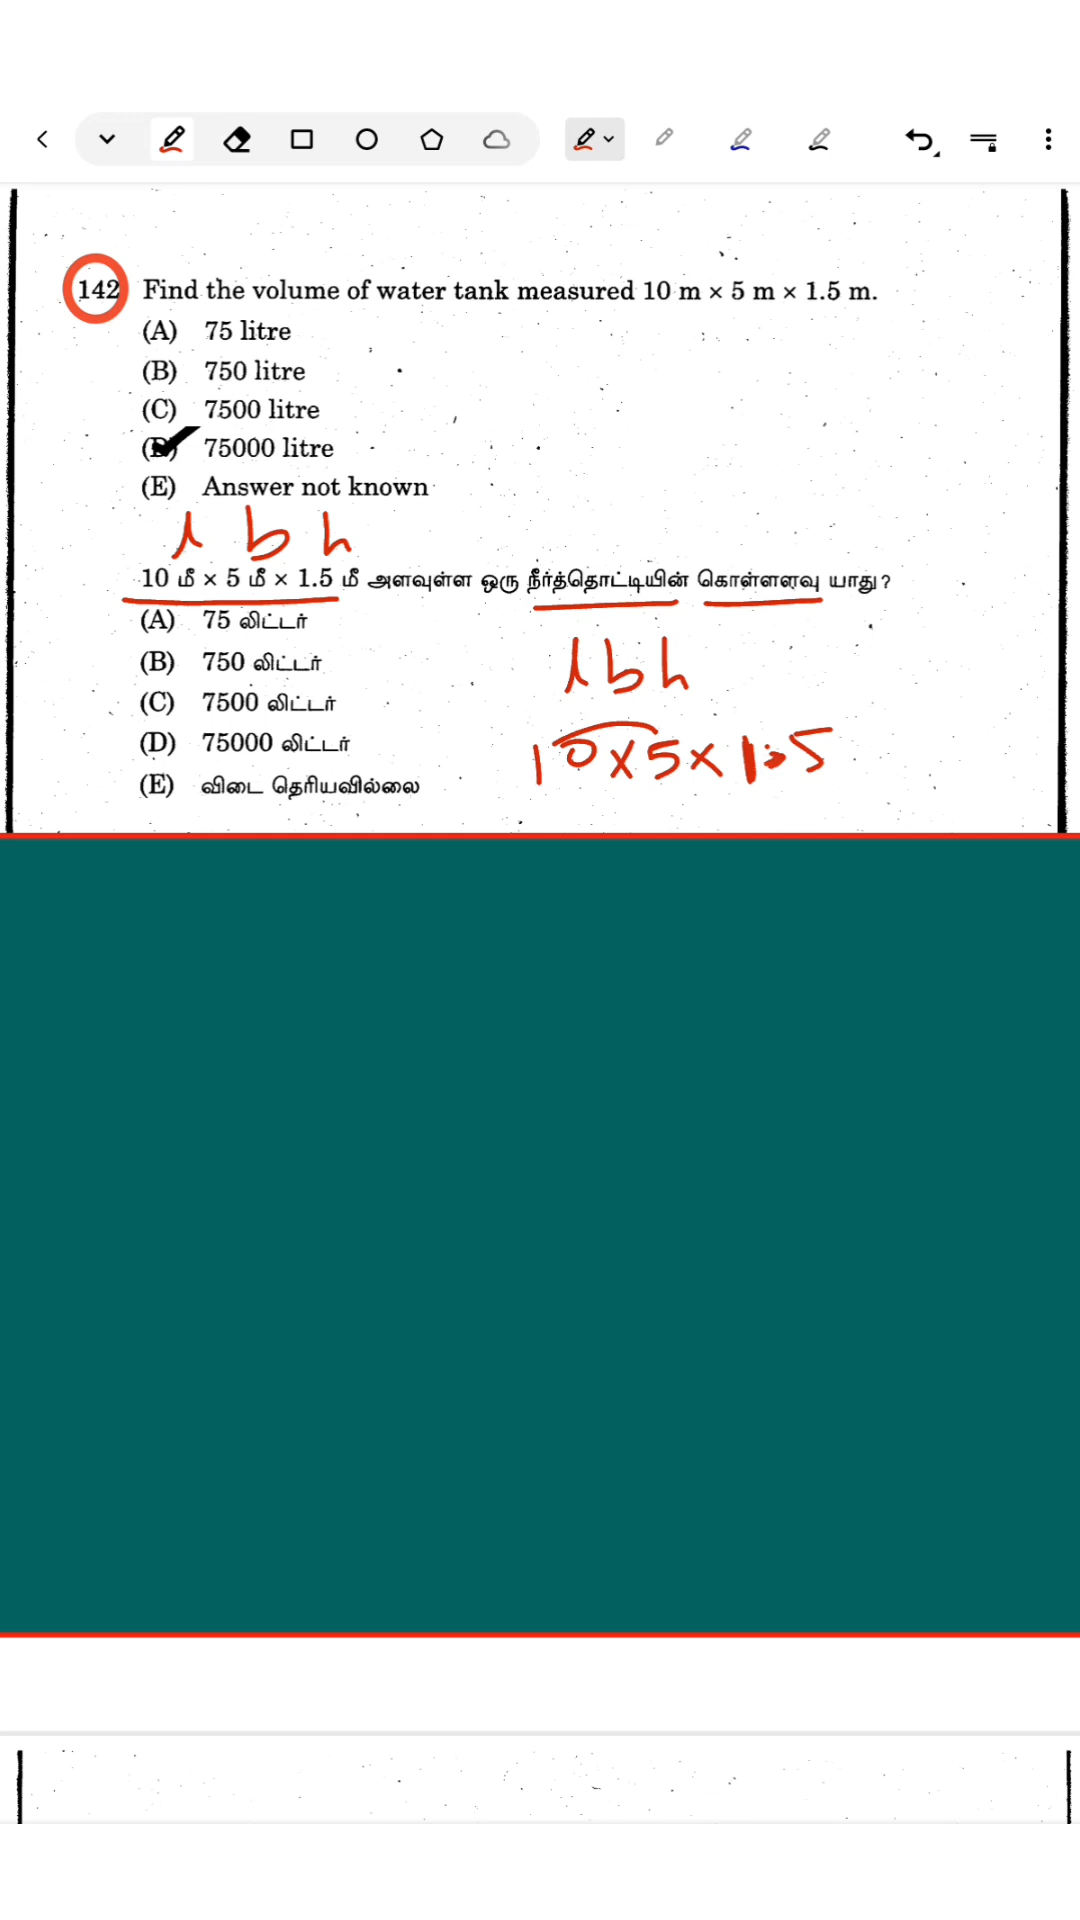 142 Find the volume of water tank measured 10 m × 5 m × 1.5 m.
(A) 75 litre
(B) 750 litre
(C) 7500 litre
(D) 75000 litre
(E) Answer not known
l b h
10 மீ × 5 மீ × 1.5 மீ அளவுள்ள ஒரு நீர்த்தொட்டியின் கொள்ளளவு யாது?
(A) 75 லிட்டர்
(B) 750 லிட்டர்
(C) 7500 லிட்டர்
(D) 75000 லிட்டர்
(E) விடை தெரியவில்லை
l b h
10 × 5 × 1.5